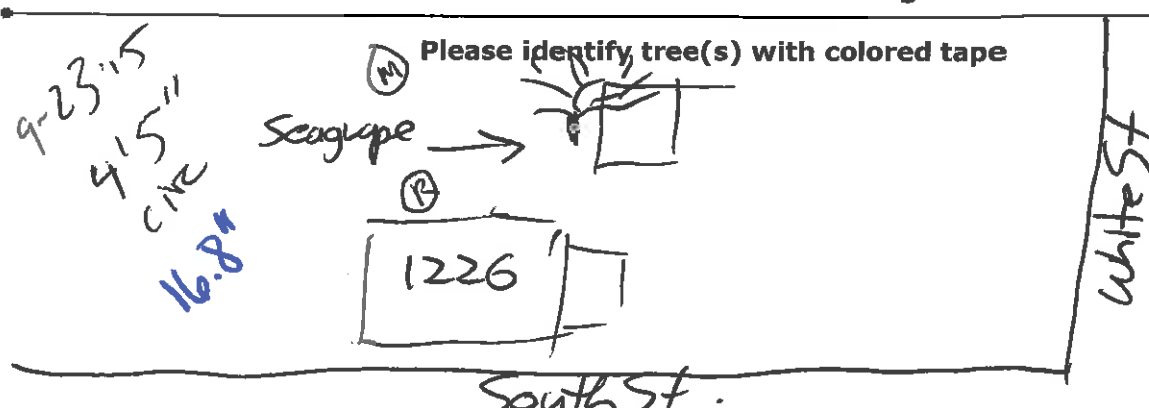 Please identify tree(s) with colored tape
9-23-15
4'5"
circ
16.8"
M
Seagrape
R
1226
White St
South St.